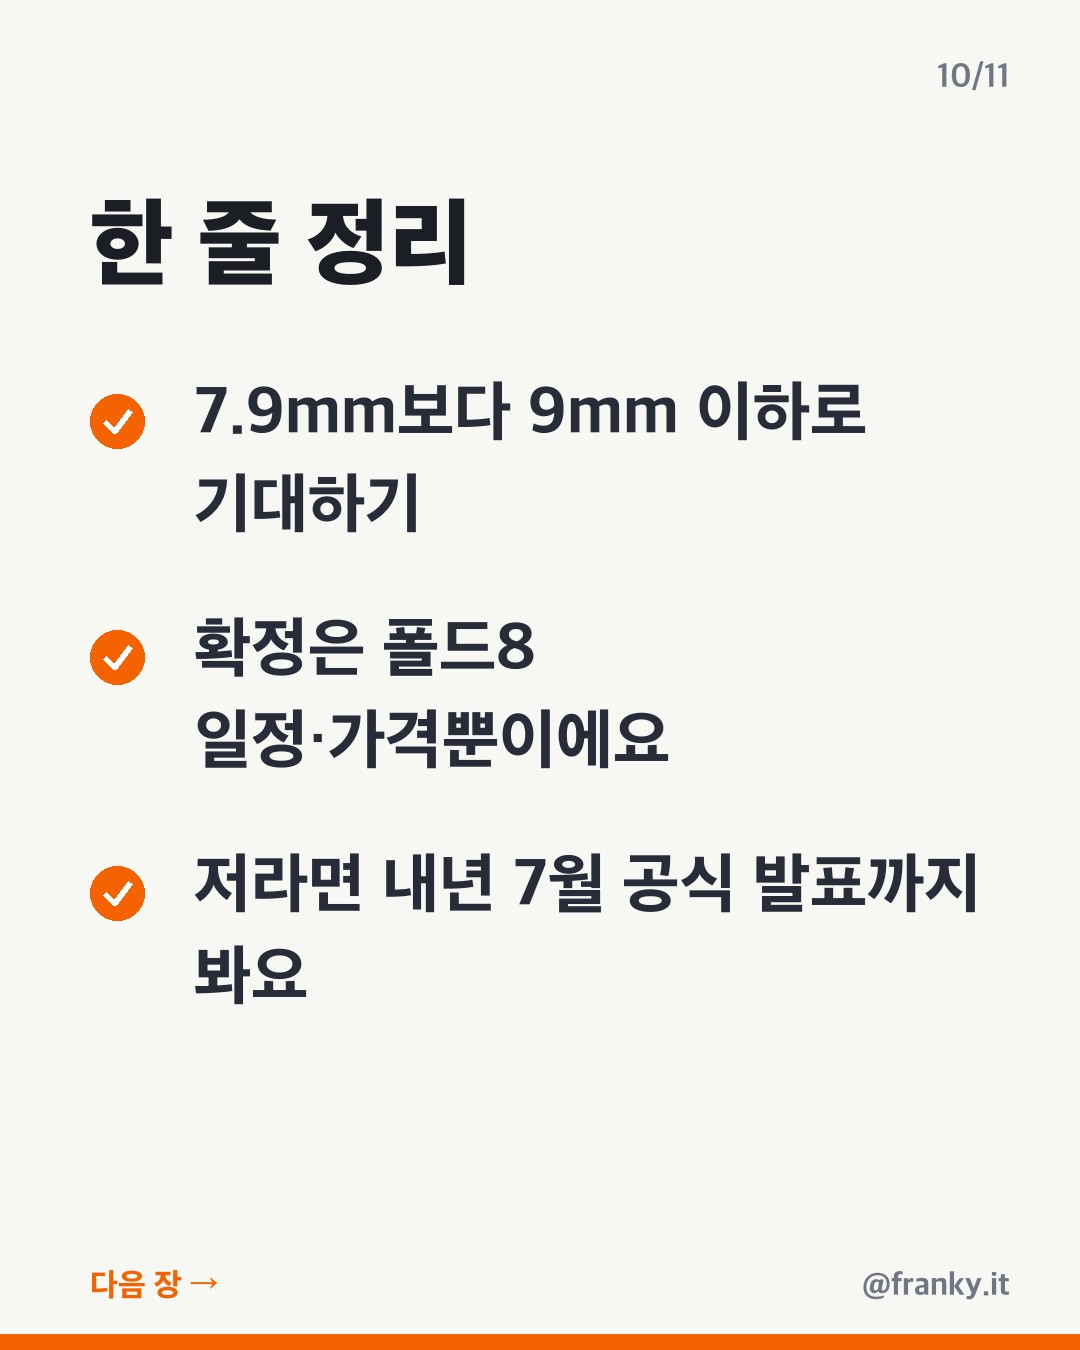 10/11
한 줄 정리
7.9mm보다 9mm 이하로
기대하기
확정은 폴드8
일정·가격뿐이에요
저라면 내년 7월 공식 발표까지
봐요
다음 장 →
@franky.it